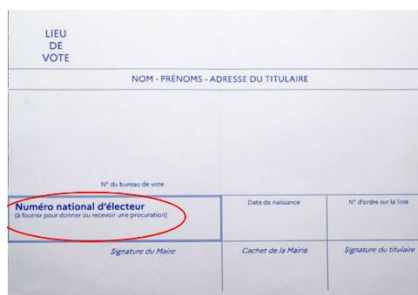 LIEU
DE
VOTE
NOM - PRÉNOMS - ADRESSE DU TITULAIRE
N° du bureau de vote
Numéro national d'électeur
(à fournir pour donner ou recevoir une procuration)
Date de naissance
N° d'ordre sur la liste
Signature du Maire
Cachet de la Mairie
Signature du titulaire